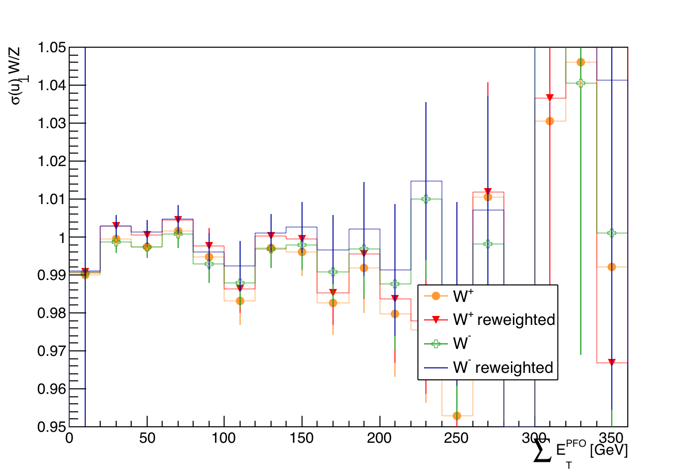 σ(u⊥) W/Z
1.05
1.04
1.03
1.02
1.01
1
0.99
0.98
0.97
0.96
0.95
W⁺
W⁺ reweighted
W⁻
W⁻ reweighted
0 50 100 150 200 250 300 350
∑ E_T^PFO [GeV]